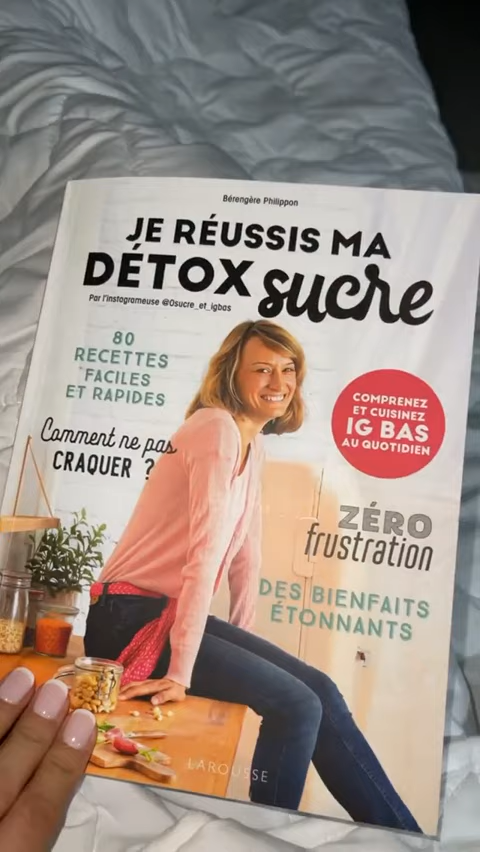 Bérengère Philippon
JE RÉUSSIS MA
DÉTOX sucre
Par l'instagrameuse @0sucre_et_igbas
80
RECETTES
FACILES
ET RAPIDES
Comment ne pas
CRAQUER ?
COMPRENEZ
ET CUISINEZ
IG BAS
AU QUOTIDIEN
ZÉRO
frustration
DES BIENFAITS
ÉTONNANTS
LAROUSSE